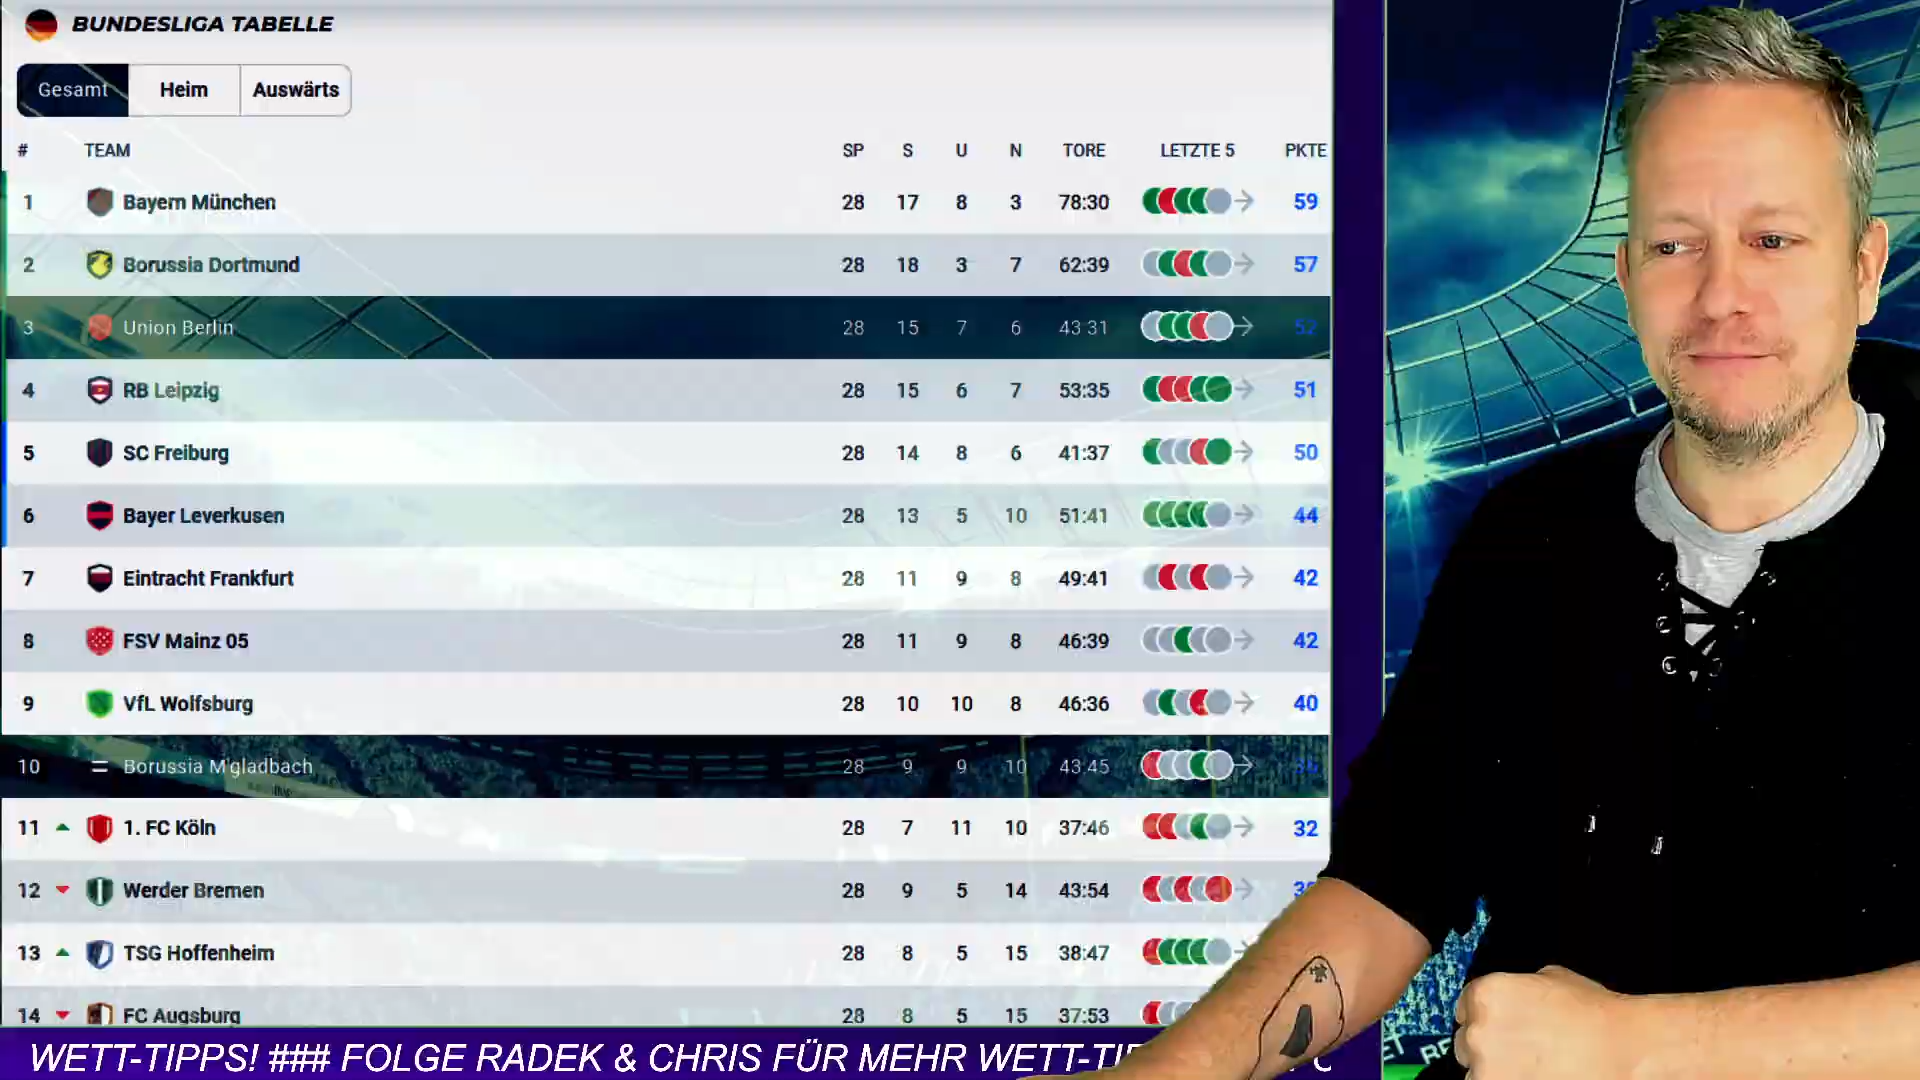 BUNDESLIGA TABELLE
Gesamt Heim Auswärts
# TEAM SP S U N TORE LETZTE 5 PKTE
1 Bayern München 28 17 8 3 78:30 59
2 Borussia Dortmund 28 18 3 7 62:39 57
3 Union Berlin 28 15 7 6 43:31 52
4 RB Leipzig 28 15 6 7 53:35 51
5 SC Freiburg 28 14 8 6 41:37 50
6 Bayer Leverkusen 28 13 5 10 51:41 44
7 Eintracht Frankfurt 28 11 9 8 49:41 42
8 FSV Mainz 05 28 11 9 8 46:39 42
9 VfL Wolfsburg 28 10 10 8 46:36 40
10 Borussia M'gladbach 28 9 9 10 43:45
11 1. FC Köln 28 7 11 10 37:46 32
12 Werder Bremen 28 9 5 14 43:54
13 TSG Hoffenheim 28 8 5 15 38:47
14 FC Augsburg 28 8 5 15 37:53
WETT-TIPPS! ### FOLGE RADEK & CHRIS FÜR MEHR